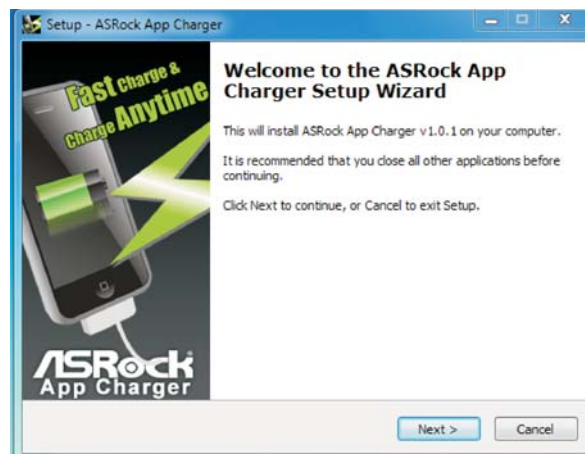 Setup - ASRock App Charger
Fast charge &
Charge Anytime
ASRock
App Charger
Welcome to the ASRock App
Charger Setup Wizard
This will install ASRock App Charger v1.0.1 on your computer.
It is recommended that you close all other applications before
continuing.
Click Next to continue, or Cancel to exit Setup.
Next >
Cancel